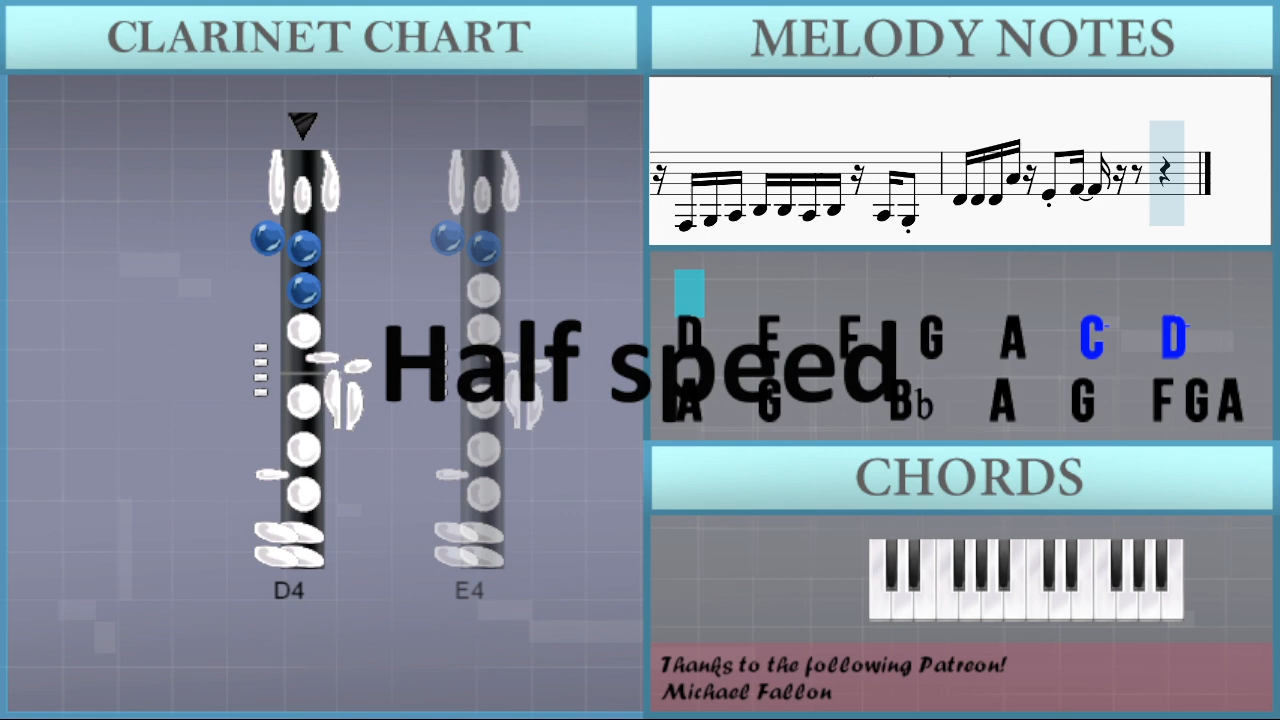 CLARINET CHART
MELODY NOTES
D E F G A C D
Half speed
A G Bb A G F G A
D4 E4
CHORDS
Thanks to the following Patreon!
Michael Fallon